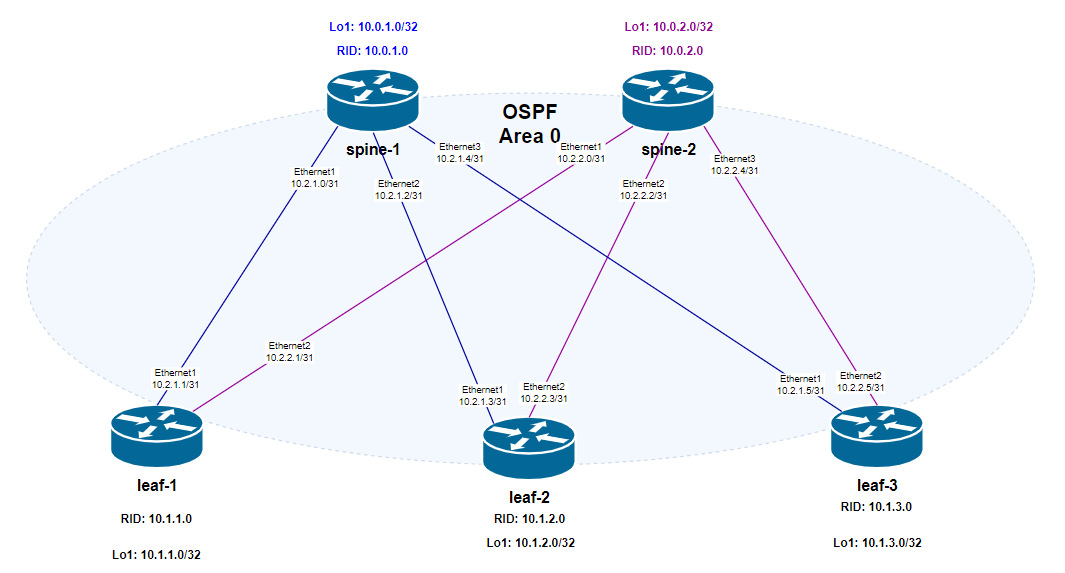 Lo1: 10.0.1.0/32
RID: 10.0.1.0
Lo1: 10.0.2.0/32
RID: 10.0.2.0
OSPF
Area 0
spine-1
spine-2
Ethernet1
10.2.1.0/31
Ethernet2
10.2.1.2/31
Ethernet3
10.2.1.4/31
Ethernet1
10.2.2.0/31
Ethernet2
10.2.2.2/31
Ethernet3
10.2.2.4/31
Ethernet1
10.2.1.1/31
Ethernet2
10.2.2.1/31
Ethernet1
10.2.1.3/31
Ethernet2
10.2.2.3/31
Ethernet1
10.2.1.5/31
Ethernet2
10.2.2.5/31
leaf-1
RID: 10.1.1.0
Lo1: 10.1.1.0/32
leaf-2
RID: 10.1.2.0
Lo1: 10.1.2.0/32
leaf-3
RID: 10.1.3.0
Lo1: 10.1.3.0/32